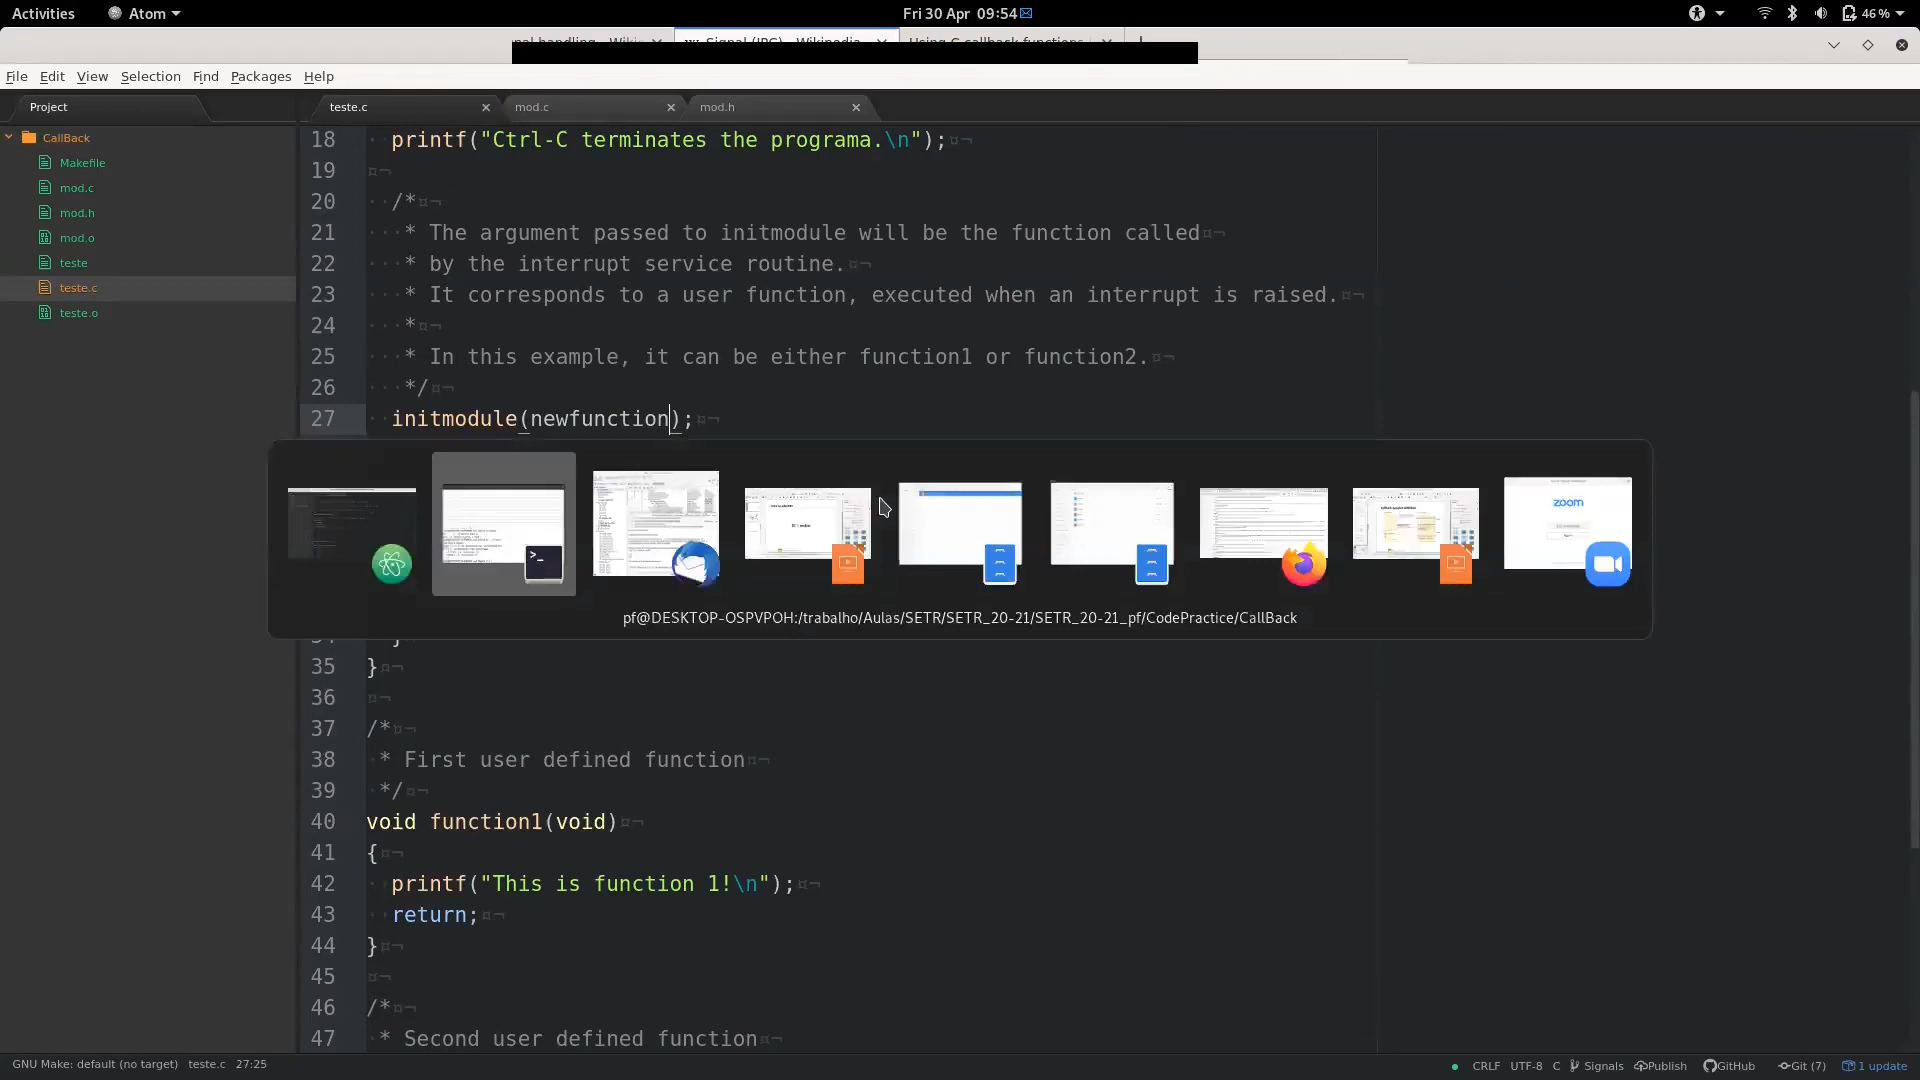 Activities Atom Fri 30 Apr 09:54 46 %
Signal (IPC) - Wikipedia Using C callback functions
File Edit View Selection Find Packages Help
Project teste.c mod.c mod.h
CallBack
Makefile
mod.c
mod.h
mod.o
teste
teste.c
teste.o
18 printf("Ctrl-C terminates the programa.\n");¤¬
19 ¤¬
20 /*¤¬
21 * The argument passed to initmodule will be the function called¤¬
22 * by the interrupt service routine.¤¬
23 * It corresponds to a user function, executed when an interrupt is raised.¤¬
24 *¤¬
25 * In this example, it can be either function1 or function2.¤¬
26 */¤¬
27 initmodule(newfunction);¤¬
zoom
pf@DESKTOP-OSPVPOH:/trabalho/Aulas/SETR/SETR_20-21/SETR_20-21_pf/CodePractice/CallBack
35 }¤¬
36 ¤¬
37 /*¤¬
38 * First user defined function¤¬
39 */¤¬
40 void function1(void)¤¬
41 {¤¬
42 printf("This is function 1!\n");¤¬
43 return;¤¬
44 }¤¬
45 ¤¬
46 /*¤¬
47 * Second user defined function¤¬
GNU Make: default (no target) teste.c 27:25 CRLF UTF-8 C Signals Publish GitHub Git (7) 1 update